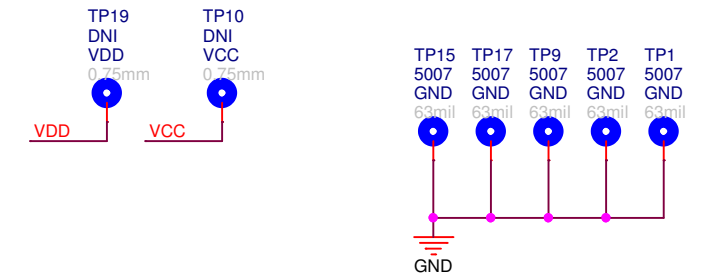 TP19
DNI
VDD
0.75mm
VDD
TP10
DNI
VCC
0.75mm
VCC
TP15
5007
GND
63mil
TP17
5007
GND
63mil
TP9
5007
GND
63mil
TP2
5007
GND
63mil
TP1
5007
GND
63mil
GND